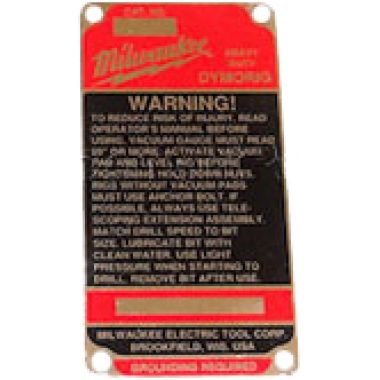 CAT. NO.
Milwaukee
HEAVY
DUTY
DYMORIG
WARNING!
TO REDUCE RISK OF INJURY, READ
OPERATOR'S MANUAL BEFORE
USING. VACUUM GAUGE MUST READ
OR MORE. ACTIVATE VACUUM
PAD AND LEVEL RIG BEFORE
TIGHTENING HOLD DOWN
RIGS WITHOUT VACUUM PADS
MUST USE ANCHOR BOLT. IF
POSSIBLE, ALWAYS USE TELE-
SCOPING EXTENSION ASSEMBLY.
MATCH DRILL SPEED TO BIT
SIZE. LUBRICATE BIT WITH
CLEAN WATER. USE LIGHT
PRESSURE WHEN STARTING TO
DRILL. REMOVE BIT AFTER USE.
MILWAUKEE ELECTRIC TOOL CORP.
BROOKFIELD, WIS. USA
GROUNDING REQUIRED